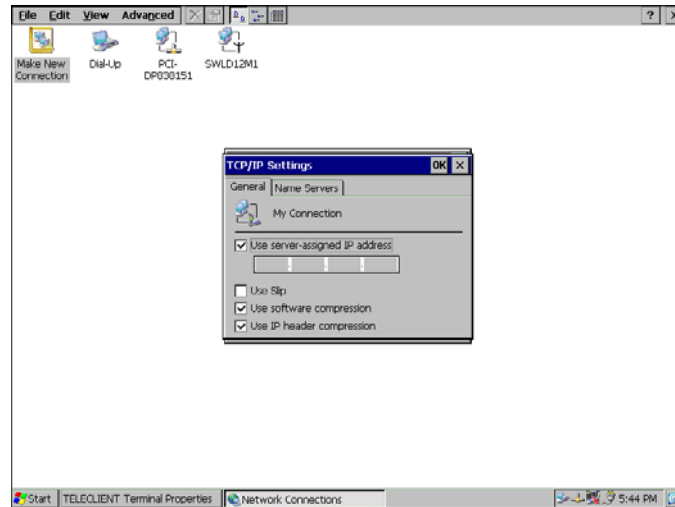 File Edit View Advanced ?
Make New Connection
Dial-Up
PCI-DP838151
SWLD12M1
TCP/IP Settings OK
General Name Servers
My Connection
Use server-assigned IP address
Use Slip
Use software compression
Use IP header compression
Start TELECLIENT Terminal Properties Network Connections 5:44 PM